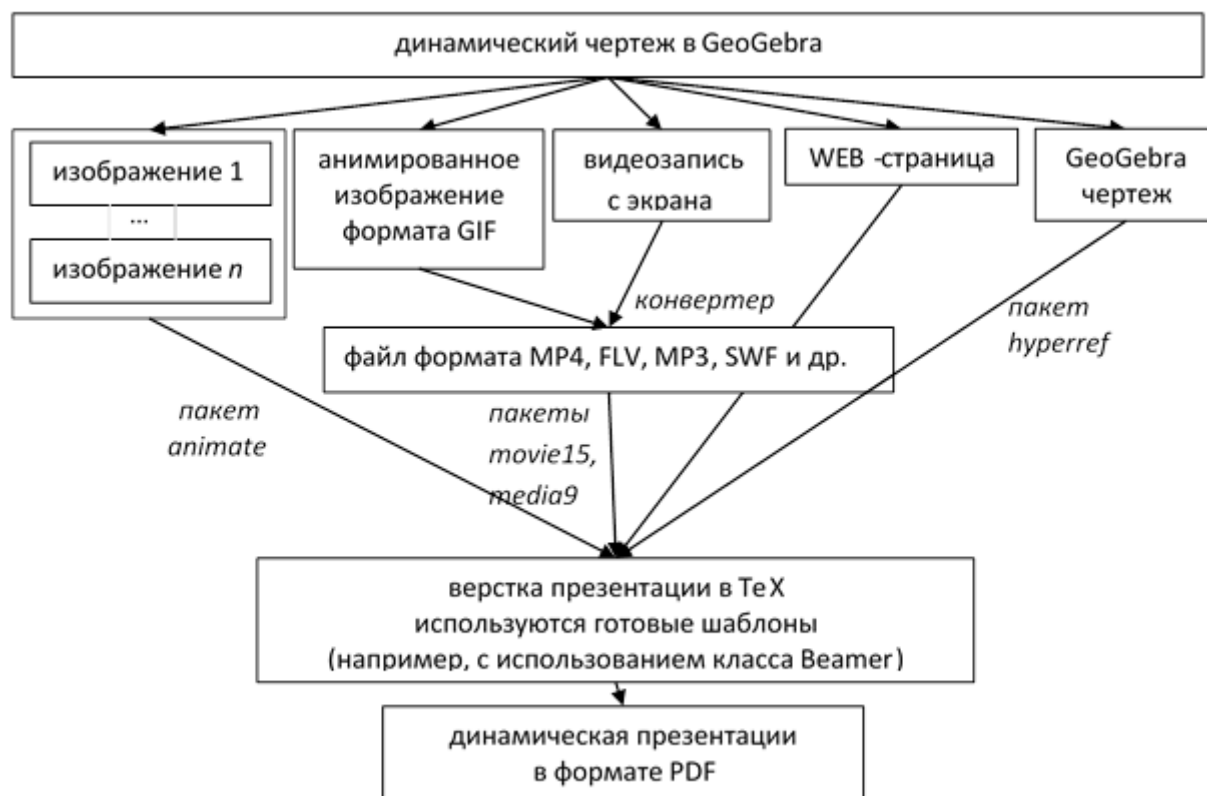 динамический чертеж в GeoGebra
изображение 1
...
изображение n
анимированное
изображение
формата GIF
видеозапись
с экрана
WEB -страница
GeoGebra
чертеж
конвертер
пакет
hyperref
файл формата MP4, FLV, MP3, SWF и др.
пакет
animate
пакеты
movie15,
media9
верстка презентации в TeX
используются готовые шаблоны
(например, с использованием класса Beamer)
динамическая презентации
в формате PDF